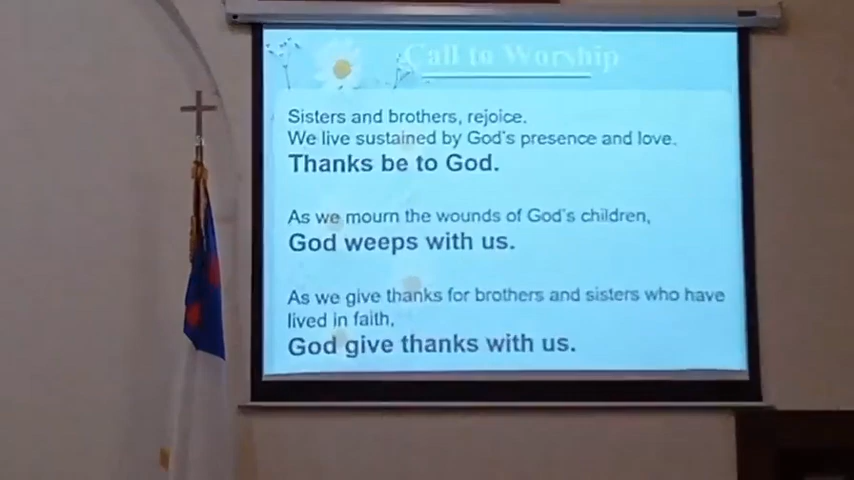 Call to Worship
Sisters and brothers, rejoice.
We live sustained by God's presence and love.
Thanks be to God.
As we mourn the wounds of God's children,
God weeps with us.
As we give thanks for brothers and sisters who have
lived in faith,
God give thanks with us.